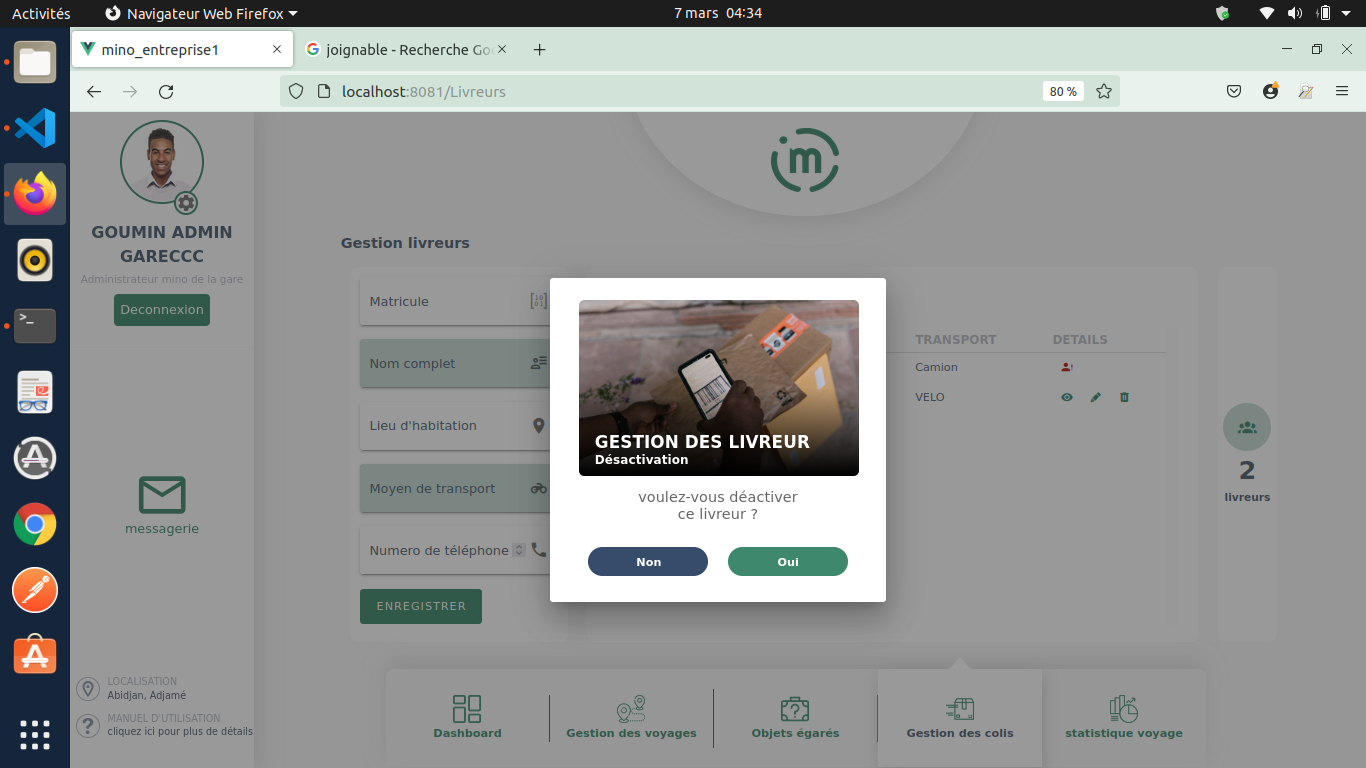 Activités
Navigateur Web Firefox
7 mars 04:34
mino_entreprise1
joignable - Recherche Goo
localhost:8081/Livreurs
80 %
im
GOUMIN ADMIN
GARECCC
Administrateur mino de la gare
Deconnexion
messagerie
LOCALISATION
Abidjan, Adjamé
MANUEL D'UTILISATION
cliquez ici pour plus de détails
Gestion livreurs
Matricule
Nom complet
Lieu d'habitation
Moyen de transport
Numero de téléphone
ENREGISTRER
TRANSPORT
DETAILS
Camion
VELO
2
livreurs
GESTION DES LIVREUR
Désactivation
voulez-vous déactiver
ce livreur ?
Non
Oui
Dashboard
Gestion des voyages
Objets égarés
Gestion des colis
statistique voyage